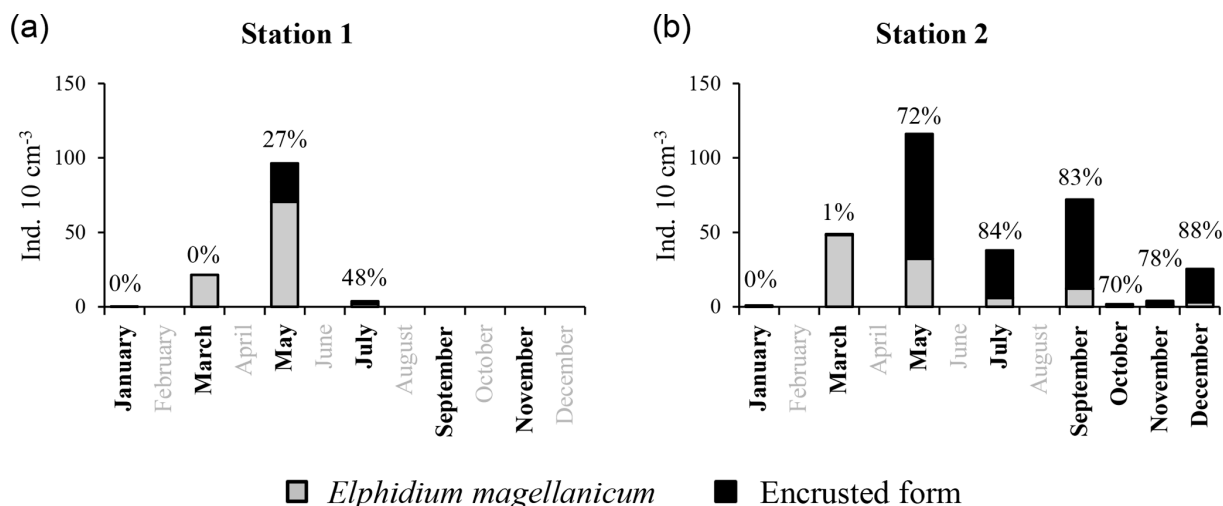 (a)
Station 1
Ind. 10 cm-3
150
100
50
0
0%
0%
27%
48%
January
February
March
April
May
June
July
August
September
October
November
December
(b)
Station 2
Ind. 10 cm-3
150
100
50
0
0%
1%
72%
84%
83%
70%
78%
88%
January
February
March
April
May
June
July
August
September
October
November
December
Elphidium magellanicum
Encrusted form